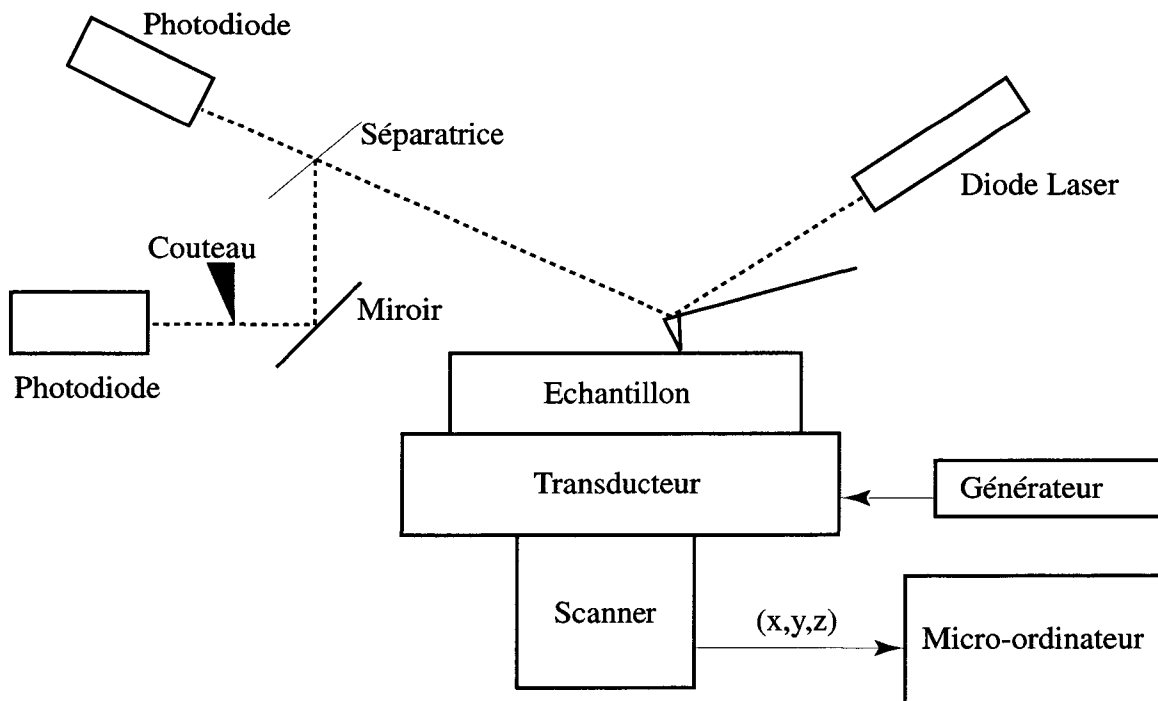 Photodiode
Séparatrice
Diode Laser
Couteau
Miroir
Photodiode
Echantillon
Transducteur
Générateur
Scanner
(x,y,z)
Micro-ordinateur